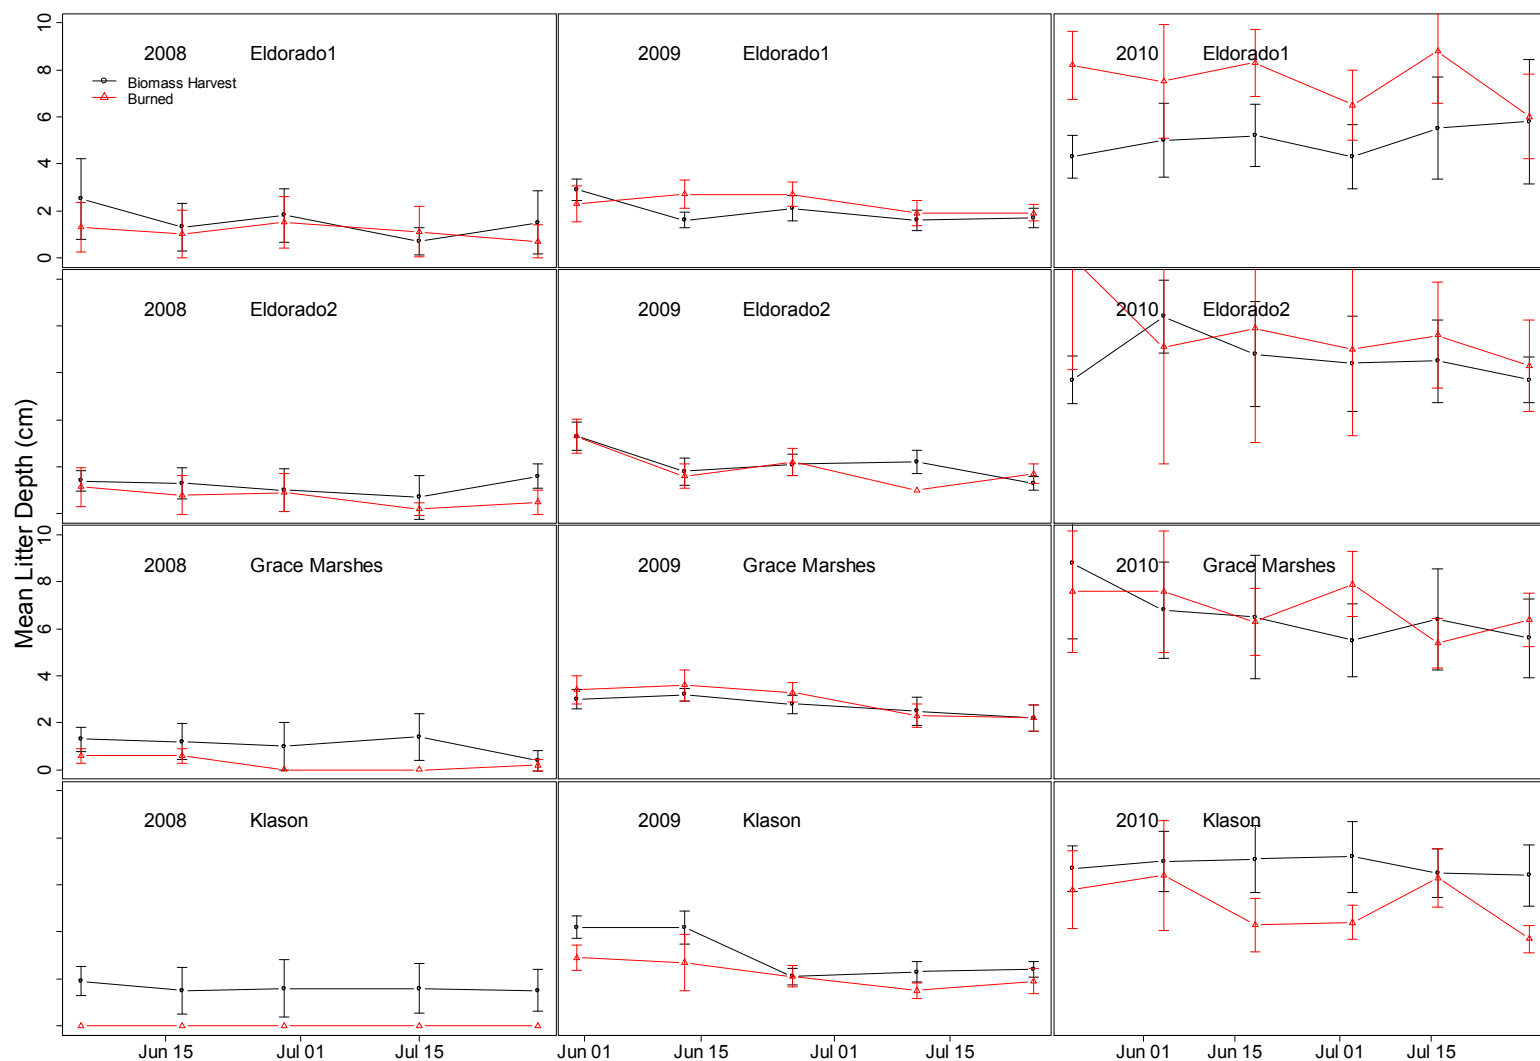 Mean Litter Depth (cm)
10
8
6
4
2
0
2008 Eldorado1
Biomass Harvest
Burned
2009 Eldorado1
2010 Eldorado1
2008 Eldorado2
2009 Eldorado2
2010 Eldorado2
10
8
6
4
2
0
2008 Grace Marshes
2009 Grace Marshes
2010 Grace Marshes
2008 Klason
2009 Klason
2010 Klason
Jun 15 Jul 01 Jul 15
Jun 01 Jun 15 Jul 01 Jul 15
Jun 01 Jun 15 Jul 01 Jul 15